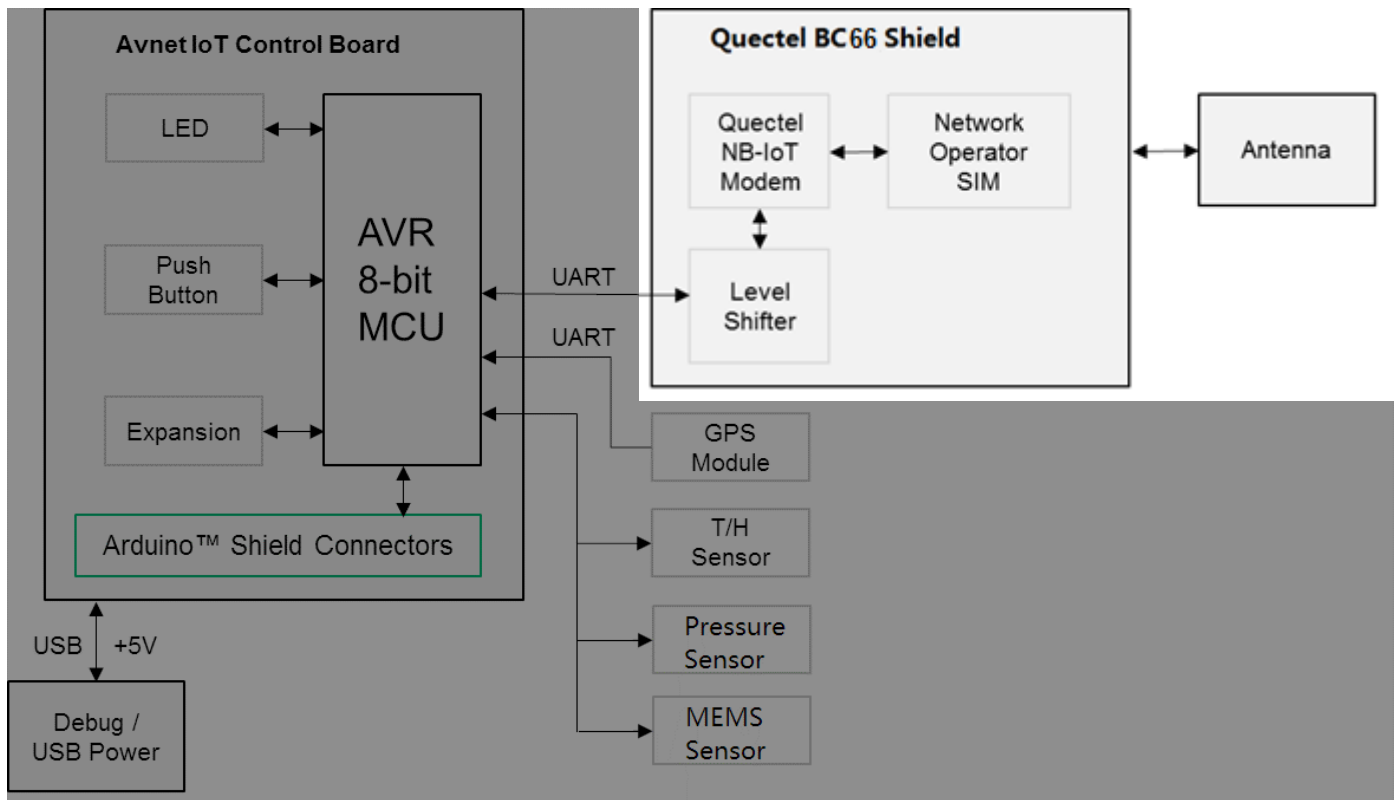 Avnet IoT Control Board
LED
Push
Button
Expansion
AVR
8-bit
MCU
Arduino™ Shield Connectors
USB
+5V
Debug /
USB Power
UART
UART
Quectel BC66 Shield
Quectel
NB-IoT
Modem
Network
Operator
SIM
Level
Shifter
Antenna
GPS
Module
T/H
Sensor
Pressure
Sensor
MEMS
Sensor